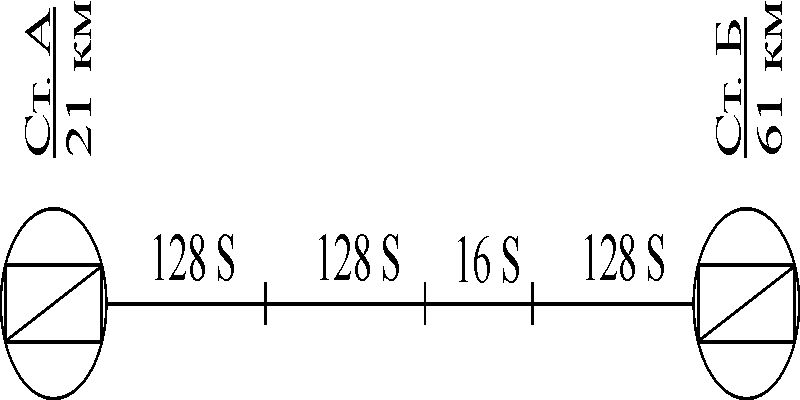 Ст. А
21 км
Ст. Б
61 км
128 S
128 S
16 S
128 S